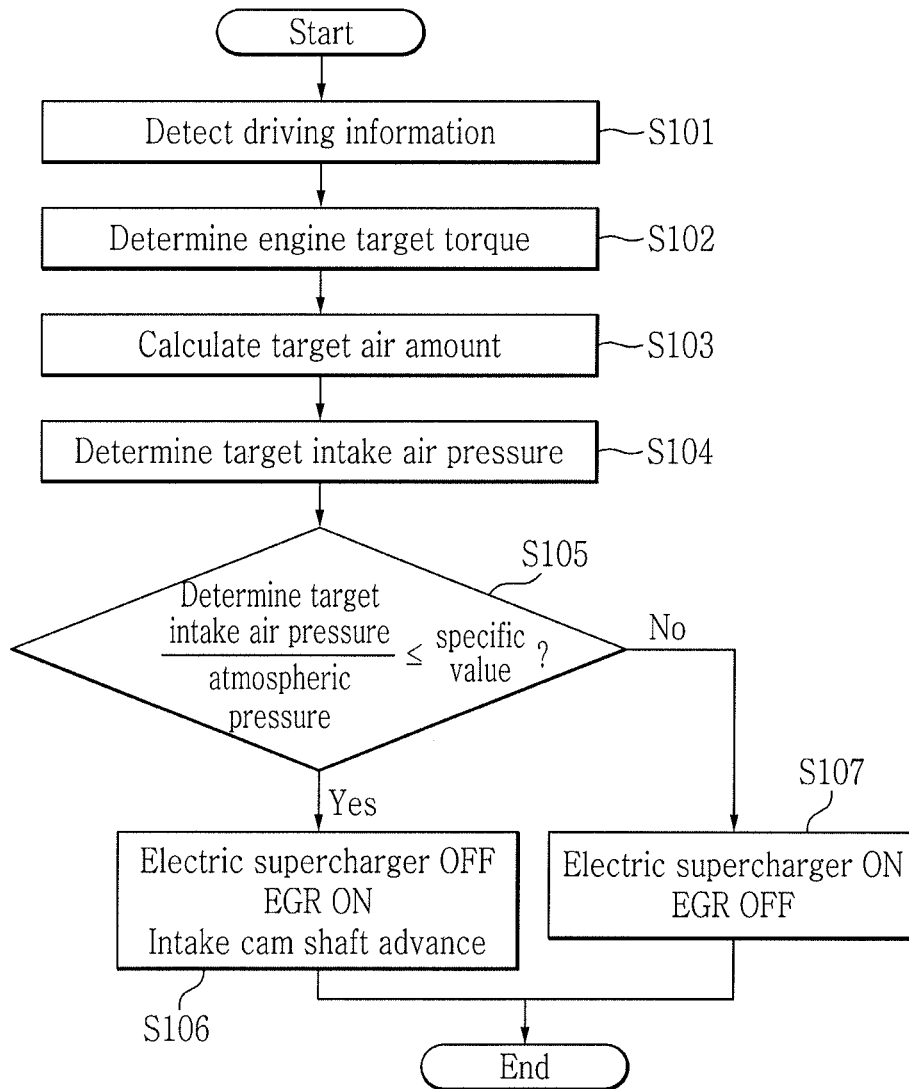 Start
Detect driving information
S101
Determine engine target torque
S102
Calculate target air amount
S103
Determine target intake air pressure
S104
S105
Determine target
intake air pressure
atmospheric
pressure
≤ specific
value ?
No
Yes
S107
Electric supercharger OFF
EGR ON
Intake cam shaft advance
Electric supercharger ON
EGR OFF
S106
End